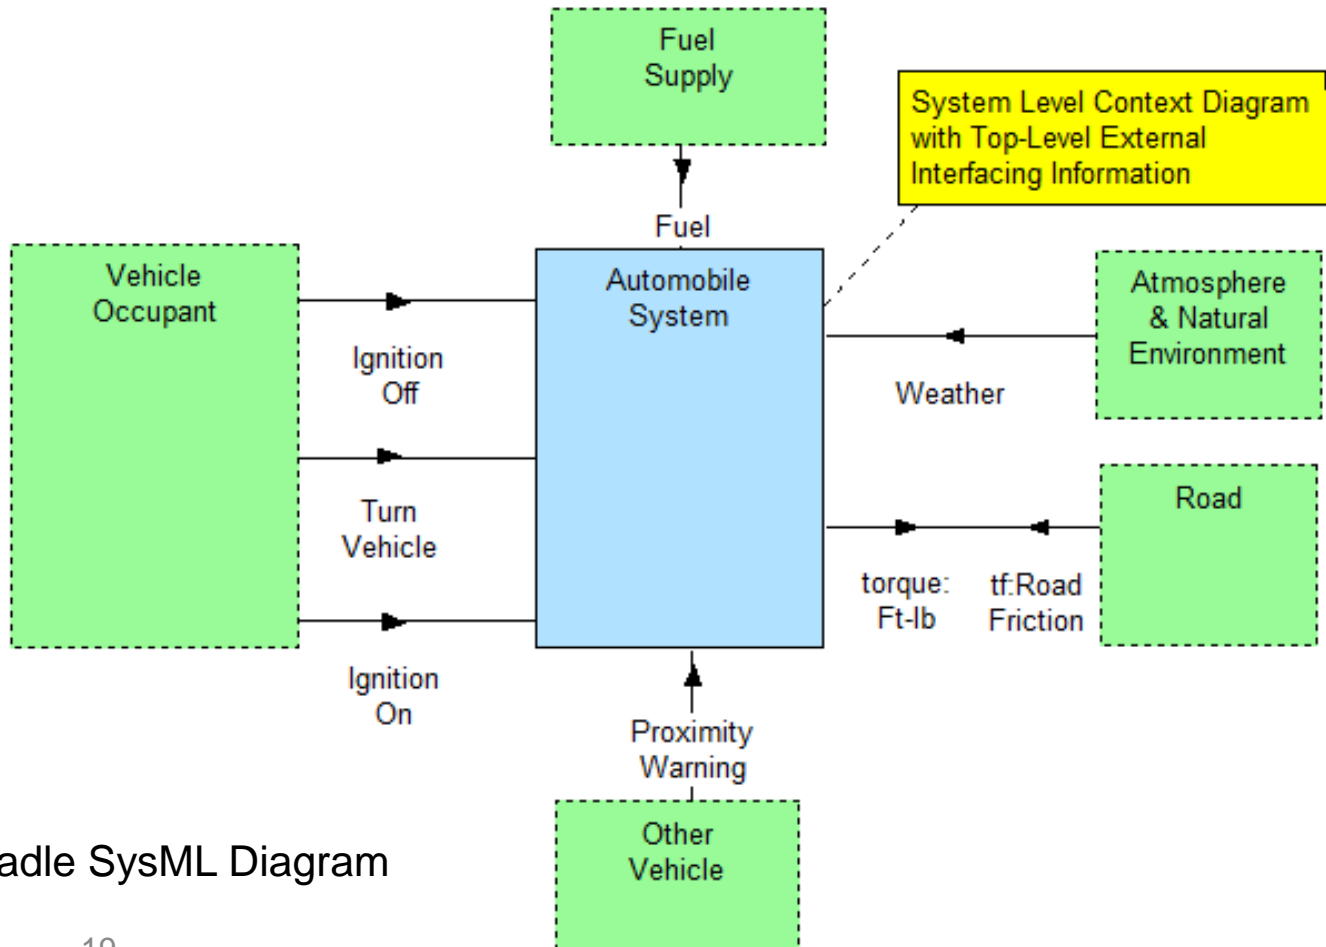 Fuel
Supply
System Level Context Diagram
with Top-Level External
Interfacing Information
Fuel
Vehicle
Occupant
Automobile
System
Atmosphere
& Natural
Environment
Ignition
Off
Weather
Turn
Vehicle
Road
torque:
Ft-lb
tf:Road
Friction
Ignition
On
Proximity
Warning
Other
Vehicle
SysML Diagram